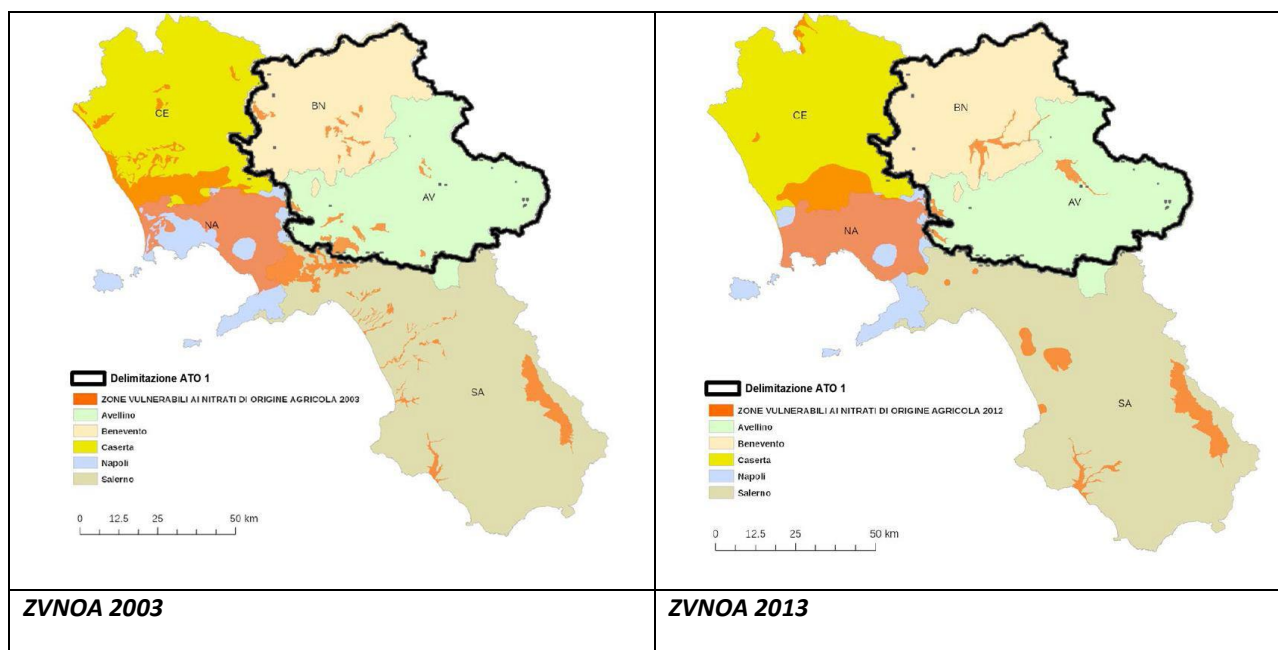 CE
BN
AV
NA
SA
Delimitazione ATO 1
ZONE VULNERABILI AI NITRATI DI ORIGINE AGRICOLA 2003
Avellino
Benevento
Caserta
Napoli
Salerno
0 12.5 25 50 km
ZVNOA 2003
CE
BN
AV
NA
SA
Delimitazione ATO 1
ZONE VULNERABILI AI NITRATI DI ORIGINE AGRICOLA 2012
Avellino
Benevento
Caserta
Napoli
Salerno
0 12.5 25 50 km
ZVNOA 2013